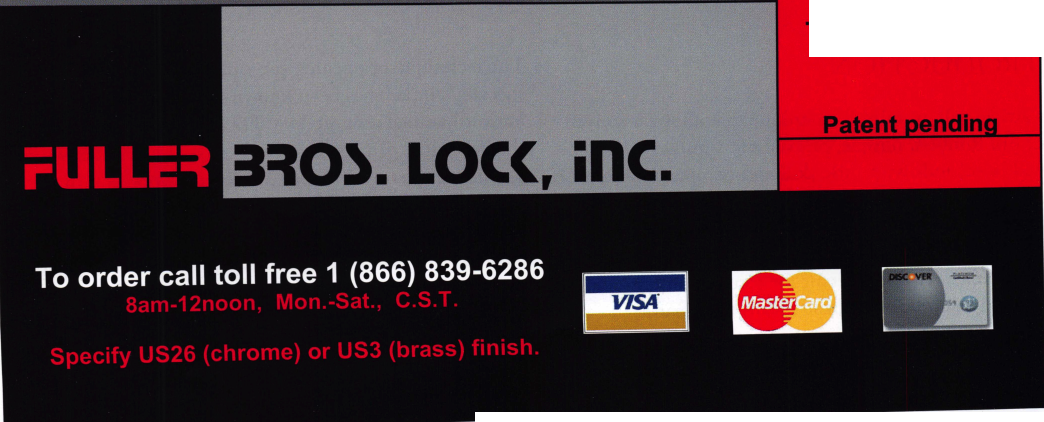 Patent pending
FULLER BROS. LOCK, iNC.
To order call toll free 1 (866) 839-6286
8am-12noon, Mon.-Sat., C.S.T.
VISA
MasterCard
DISCOVER
Specify US26 (chrome) or US3 (brass) finish.